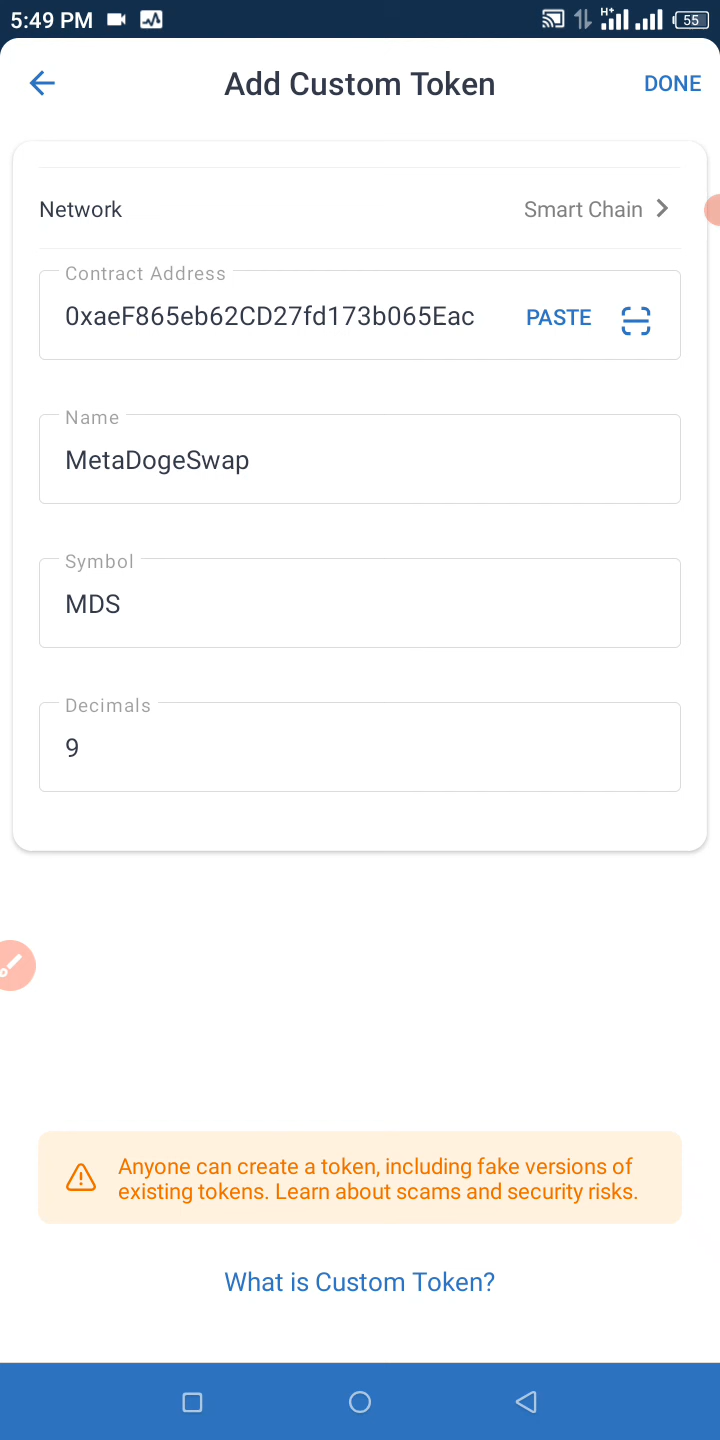 5:49 PM
H+
55
Add Custom Token
DONE
Network
Smart Chain
Contract Address
0xaeF865eb62CD27fd173b065Eac
PASTE
Name
MetaDogeSwap
Symbol
MDS
Decimals
9
Anyone can create a token, including fake versions of
existing tokens. Learn about scams and security risks.
What is Custom Token?